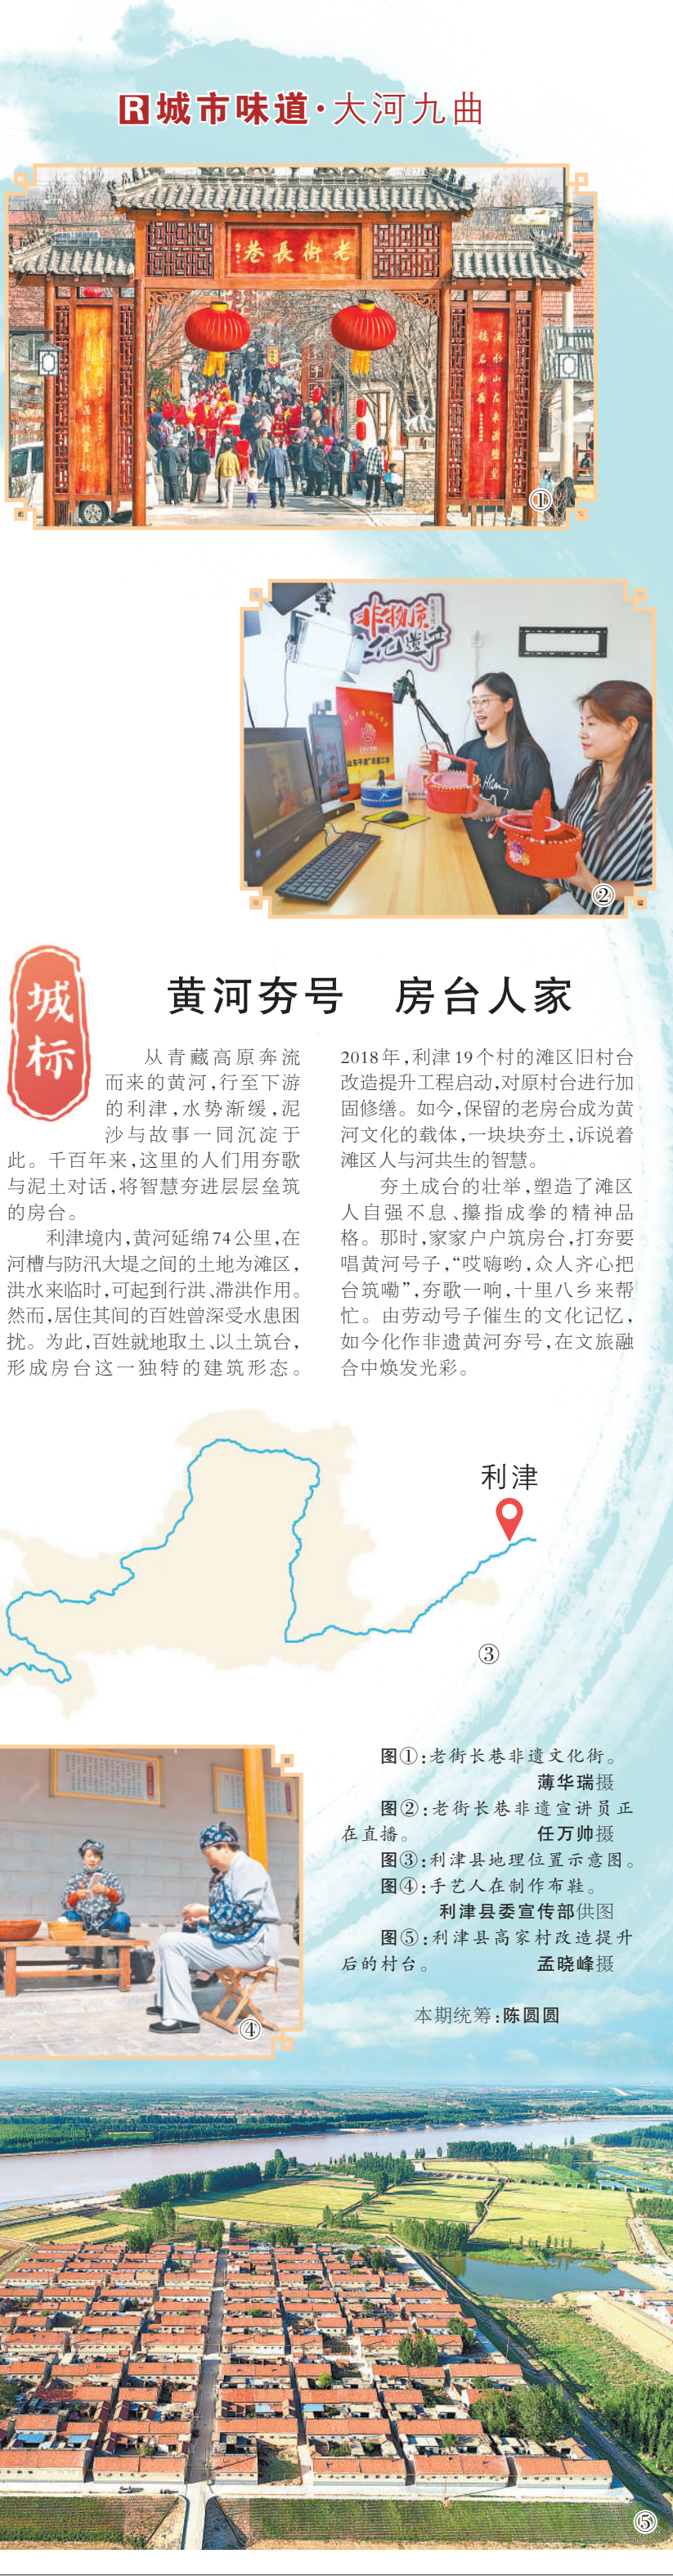 R城市味道·大河九曲
老街長巷
①
非物质
文化遗产
②
城标
黄河夯号 房台人家
从青藏高原奔流
而来的黄河,行至下游
的利津,水势渐缓,泥
沙与故事一同沉淀于
此。千百年来,这里的人们用夯歌
与泥土对话,将智慧夯进层层垒筑
的房台。
利津境内,黄河延绵74公里,在
河槽与防汛大堤之间的土地为滩区,
洪水来临时,可起到行洪、滞洪作用。
然而,居住其间的百姓曾深受水患困
扰。为此,百姓就地取土、以土筑台,
形成房台这一独特的建筑形态。
2018年,利津19个村的滩区旧村台
改造提升工程启动,对原村台进行加
固修缮。如今,保留的老房台成为黄
河文化的载体,一块块夯土,诉说着
滩区人与河共生的智慧。
夯土成台的壮举,塑造了滩区
人自强不息、攥指成拳的精神品
格。那时,家家户户筑房台,打夯要
唱黄河号子,“哎嗨哟,众人齐心把
台筑嘞”,夯歌一响,十里八乡来帮
忙。由劳动号子催生的文化记忆,
如今化作非遗黄河夯号,在文旅融
合中焕发光彩。
利津
③
图①:老街长巷非遗文化街。
薄华瑞摄
图②:老街长巷非遗宣讲员正
在直播。 任万帅摄
图③:利津县地理位置示意图。
图④:手艺人在制作布鞋。
利津县委宣传部供图
图⑤:利津县高家村改造提升
后的村台。 孟晓峰摄
本期统筹:陈圆圆
④
⑤